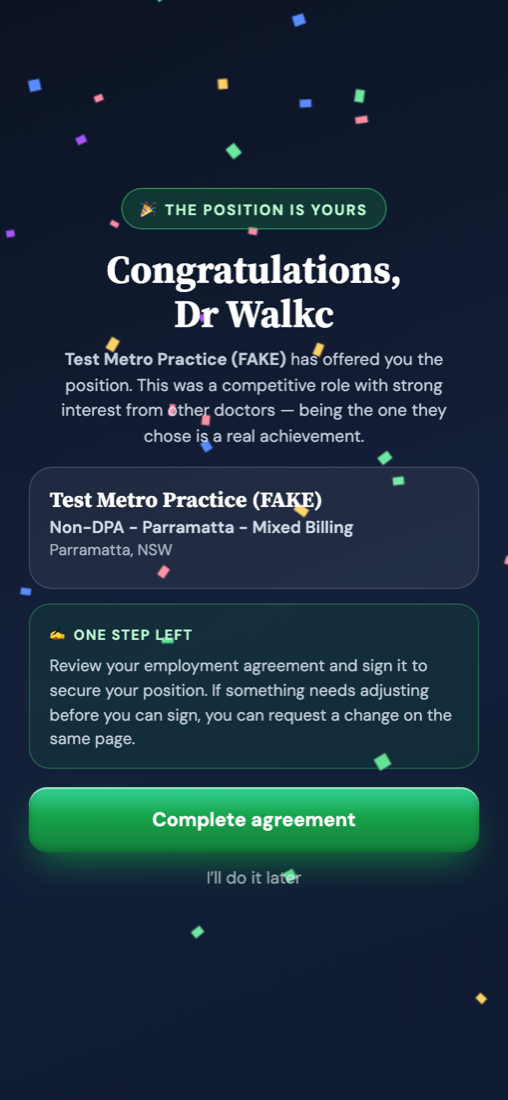 🎉 THE POSITION IS YOURS
Congratulations,
Dr Walkc
Test Metro Practice (FAKE) has offered you the
position. This was a competitive role with strong
interest from other doctors — being the one they
chose is a real achievement.
Test Metro Practice (FAKE)
Non-DPA - Parramatta - Mixed Billing
Parramatta, NSW
✍️ ONE STEP LEFT
Review your employment agreement and sign it to
secure your position. If something needs adjusting
before you can sign, you can request a change on the
same page.
Complete agreement
I'll do it later